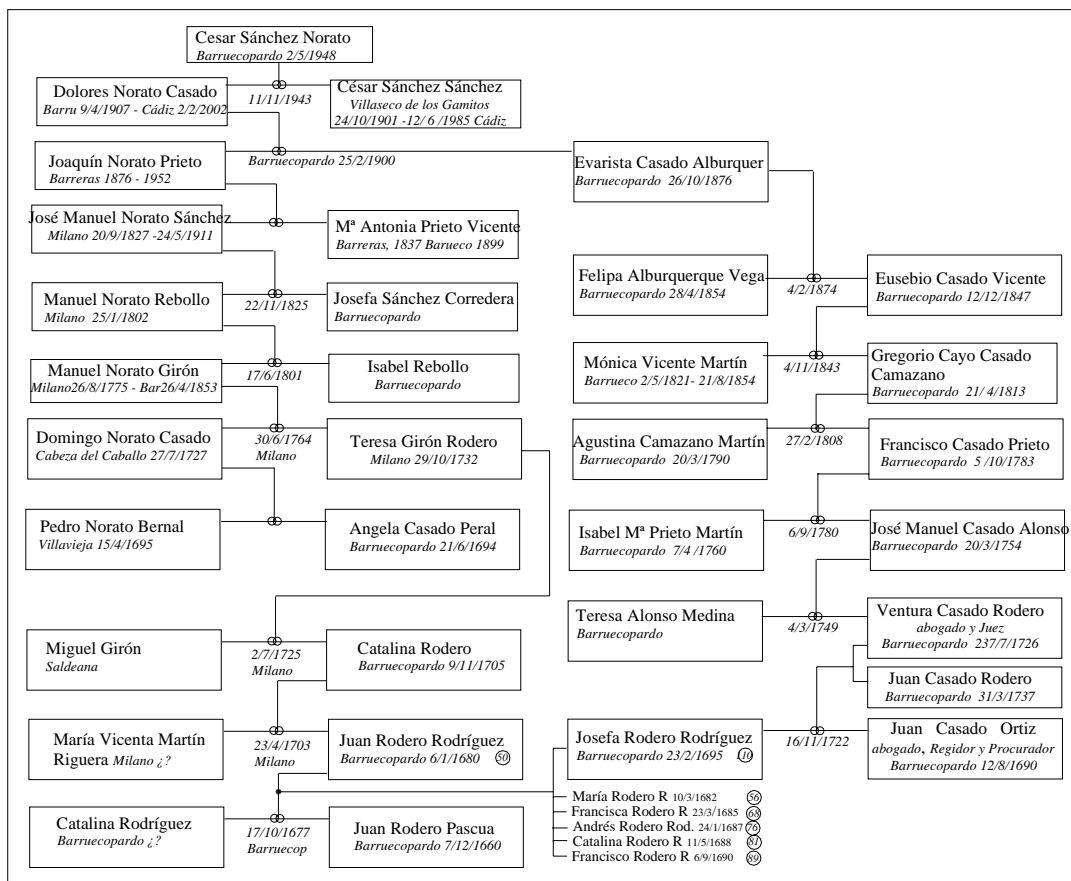 Cesar Sánchez Norato
Barruecopardo 2/5/1948
Dolores Norato Casado
Barru 9/4/1907 - Cádiz 2/2/2002
11/11/1943
César Sánchez Sánchez
Villaseco de los Gamitos
24/10/1901 -12/ 6 /1985 Cádiz
Joaquín Norato Prieto
Barreras 1876 - 1952
Barruecopardo 25/2/1900
Evarista Casado Alburquer
Barruecopardo 26/10/1876
José Manuel Norato Sánchez
Milano 20/9/1827 -24/5/1911
Mª Antonia Prieto Vicente
Barreras, 1837 Barueco 1899
Felipa Alburquerque Vega
Barruecopardo 28/4/1854
4/2/1874
Eusebio Casado Vicente
Barruecopardo 12/12/1847
Manuel Norato Rebollo
Milano 25/1/1802
22/11/1825
Josefa Sánchez Corredera
Barruecopardo
Mónica Vicente Martín
Barrueco 2/5/1821- 21/8/1854
4/11/1843
Gregorio Cayo Casado
Camazano
Barruecopardo 21/ 4/1813
Manuel Norato Girón
Milano26/8/1775 - Bar26/4/1853
17/6/1801
Isabel Rebollo
Barruecopardo
Domingo Norato Casado
Cabeza del Caballo 27/7/1727
30/6/1764
Milano
Teresa Girón Rodero
Milano 29/10/1732
Agustina Camazano Martín
Barruecopardo 20/3/1790
27/2/1808
Francisco Casado Prieto
Barruecopardo 5 /10/1783
Pedro Norato Bernal
Villavieja 15/4/1695
Angela Casado Peral
Barruecopardo 21/6/1694
Isabel Mª Prieto Martín
Barruecopardo 7/4 /1760
6/9/1780
José Manuel Casado Alonso
Barruecopardo 20/3/1754
Teresa Alonso Medina
Barruecopardo
4/3/1749
Ventura Casado Rodero
abogado y Juez
Barruecopardo 237/7/1726
Miguel Girón
Saldeana
2/7/1725
Milano
Catalina Rodero
Barruecopardo 9/11/1705
Juan Casado Rodero
Barruecopardo 31/3/1737
María Vicenta Martín
Riguera Milano ¿?
23/4/1703
Milano
Juan Rodero Rodríguez
Barruecopardo 6/1/1680 50
Josefa Rodero Rodríguez
Barruecopardo 23/2/1695 110
16/11/1722
Juan Casado Ortiz
abogado, Regidor y Procurador
Barruecopardo 12/8/1690
Catalina Rodríguez
Barruecopardo ¿?
17/10/1677
Barruecop
Juan Rodero Pascua
Barruecopardo 7/12/1660
María Rodero R 10/3/1682 56
Francisca Rodero R 23/3/1685 68
Andrés Rodero Rod. 24/1/1687 76
Catalina Rodero R 11/5/1688 81
Francisco Rodero R 6/9/1690 89